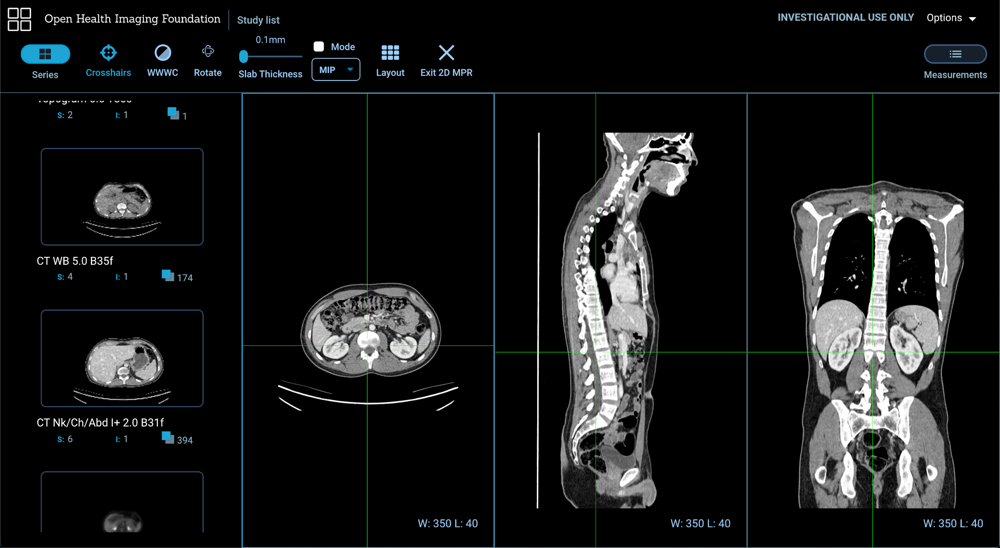 Open Health Imaging Foundation
Study list
INVESTIGATIONAL USE ONLY
Options
Series
Crosshairs
WWWC
Rotate
0.1mm
Slab Thickness
Mode
MIP
Layout
Exit 2D MPR
Measurements
S: 2 I: 1 1
CT WB 5.0 B35f
S: 4 I: 1 174
CT Nk/Ch/Abd I+ 2.0 B31f
S: 6 I: 1 394
W: 350 L: 40
W: 350 L: 40
W: 350 L: 40